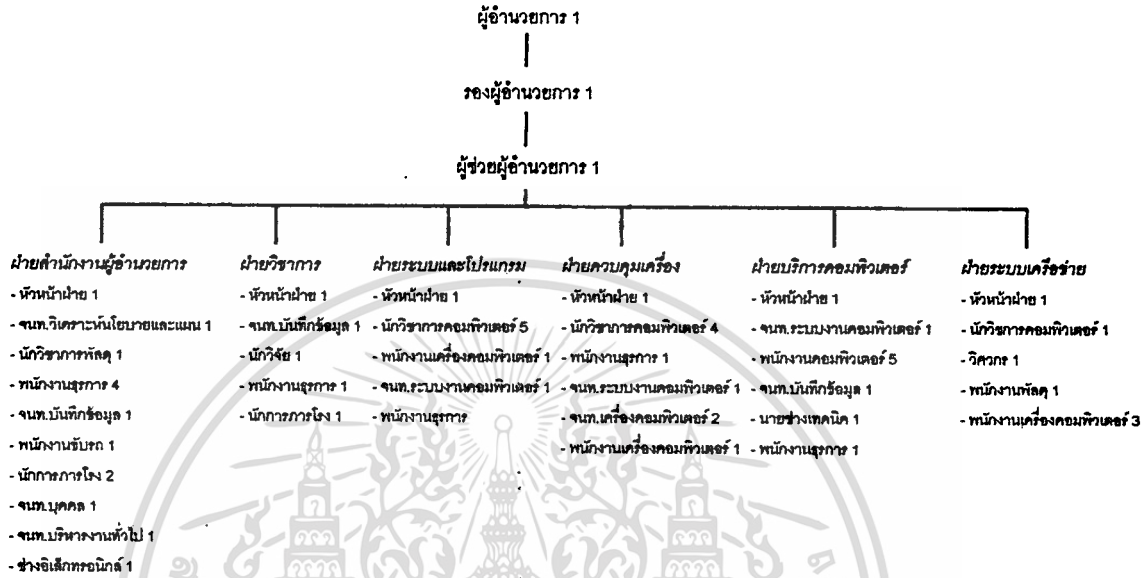 ผู้อำนวยการ 1
รองผู้อำนวยการ 1
ผู้ช่วยผู้อำนวยการ 1
ฝ่ายสำนักงานผู้อำนวยการ
- หัวหน้าฝ่าย 1
- จนท.วิเคราะห์นโยบายและแผน 1
- นักวิชาการพัสดุ 1
- พนักงานธุรการ 4
- จนท.บันทึกข้อมูล 1
- พนักงานขับรถ 1
- นักการภารโรง 2
- จนท.บุคคล 1
- จนท.บริหารงานทั่วไป 1
- ช่างอิเล็กทรอนิกส์ 1
ฝ่ายวิชาการ
- หัวหน้าฝ่าย 1
- จนท.บันทึกข้อมูล 1
- นักวิจัย 1
- พนักงานธุรการ 1
- นักการภารโรง 1
ฝ่ายระบบและโปรแกรม
- หัวหน้าฝ่าย 1
- นักวิชาการคอมพิวเตอร์ 5
- พนักงานเครื่องคอมพิวเตอร์ 1
- จนท.ระบบงานคอมพิวเตอร์ 1
- พนักงานธุรการ
ฝ่ายควบคุมเครื่อง
- หัวหน้าฝ่าย 1
- นักวิชาการคอมพิวเตอร์ 4
- พนักงานธุรการ 1
- จนท.ระบบงานคอมพิวเตอร์ 1
- จนท.เครื่องคอมพิวเตอร์ 2
- พนักงานเครื่องคอมพิวเตอร์ 1
ฝ่ายบริการคอมพิวเตอร์
- หัวหน้าฝ่าย 1
- จนท.ระบบงานคอมพิวเตอร์ 1
- พนักงานคอมพิวเตอร์ 5
- จนท.บันทึกข้อมูล 1
- นายช่างเทคนิค 1
- พนักงานธุรการ 1
ฝ่ายระบบเครือข่าย
- หัวหน้าฝ่าย 1
- นักวิชการคอมพิวเตอร์ 1
- วิศวกร 1
- พนักงานพัสดุ 1
- พนักงานเครื่องคอมพิวเตอร์ 3